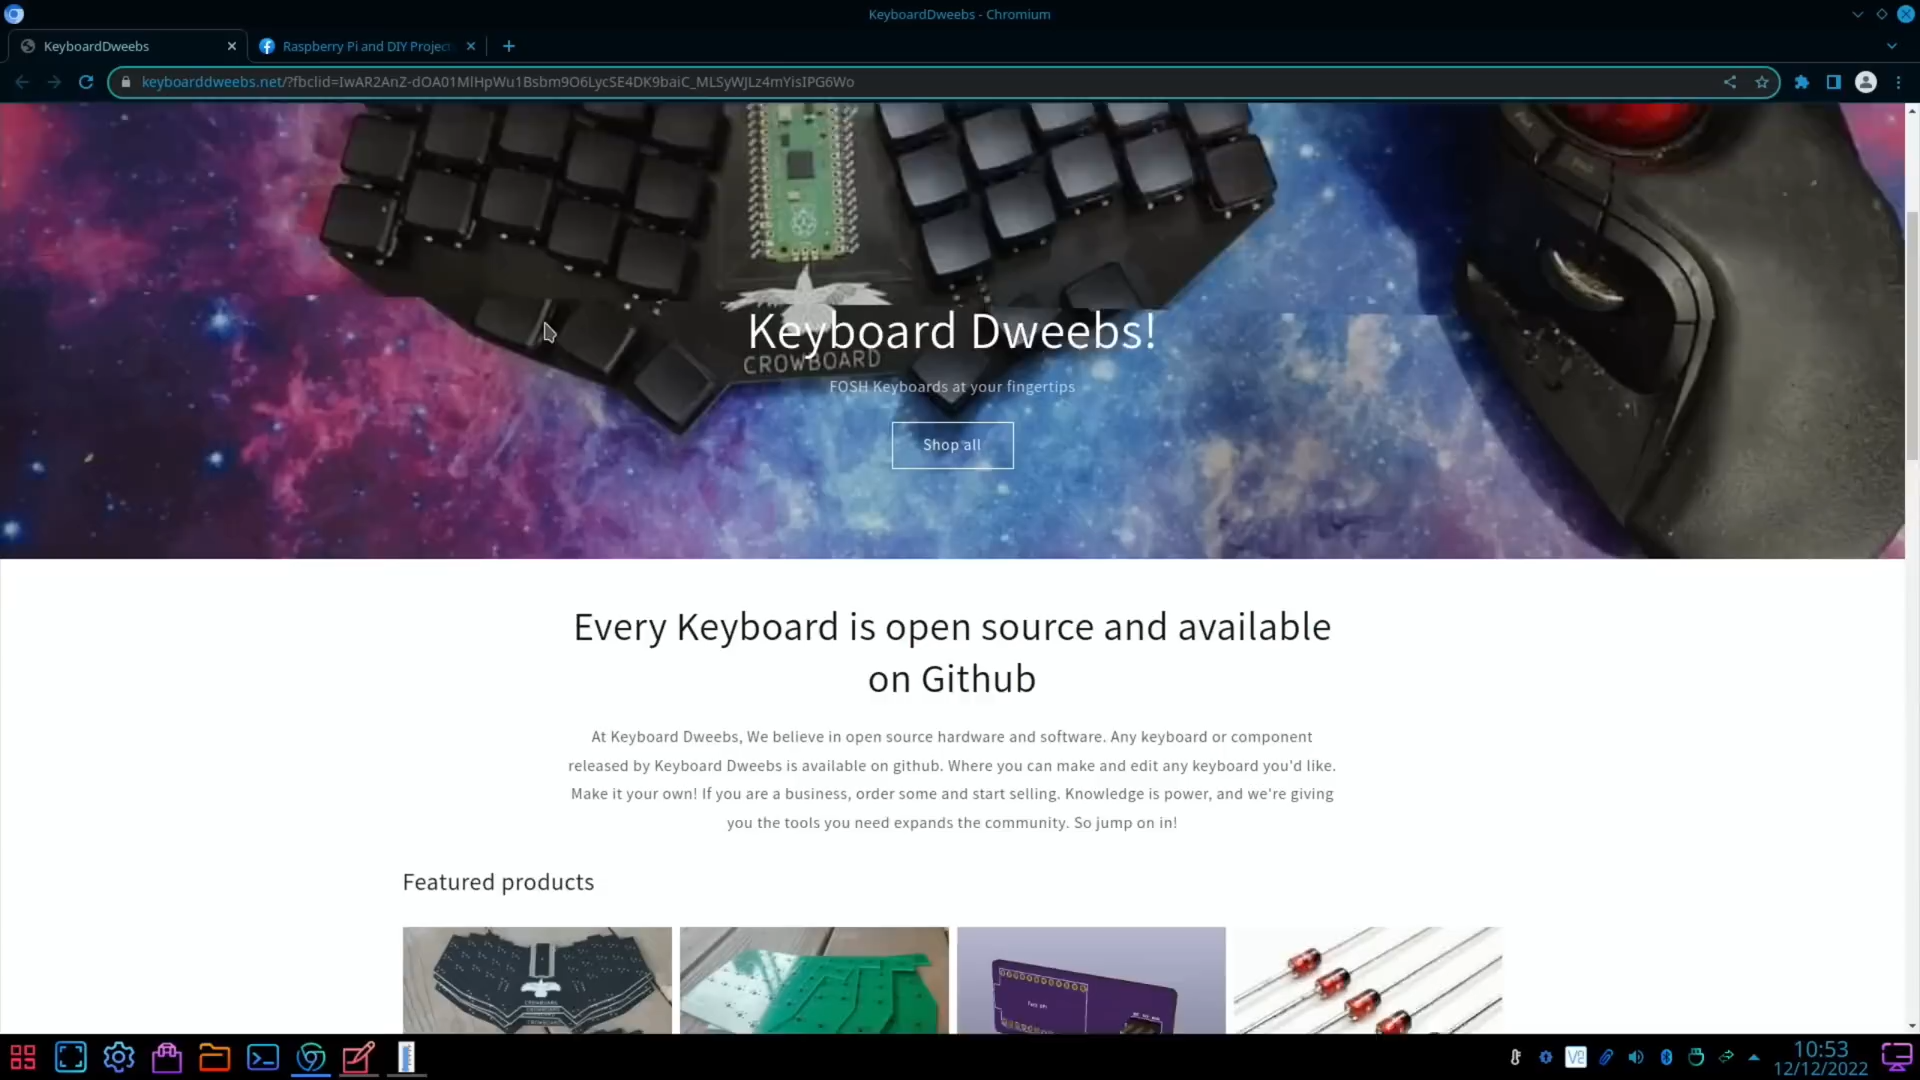 KeyboardDweebs - Chromium
KeyboardDweebs
Raspberry Pi and DIY Project
keyboarddweebs.net/?fbclid=IwAR2AnZ-dOA01MlHpWu1Bsbm9O6LycSE4DK9baiC_MLSyWJLz4mYisIPG6Wo
Keyboard Dweebs!
CROWBOARD
FOSH Keyboards at your fingertips
Shop all
Every Keyboard is open source and available
on Github
At Keyboard Dweebs, We believe in open source hardware and software. Any keyboard or component
released by Keyboard Dweebs is available on github. Where you can make and edit any keyboard you'd like.
Make it your own! If you are a business, order some and start selling. Knowledge is power, and we're giving
you the tools you need expands the community. So jump on in!
Featured products
CROWBOARD
10:53
12/12/2022